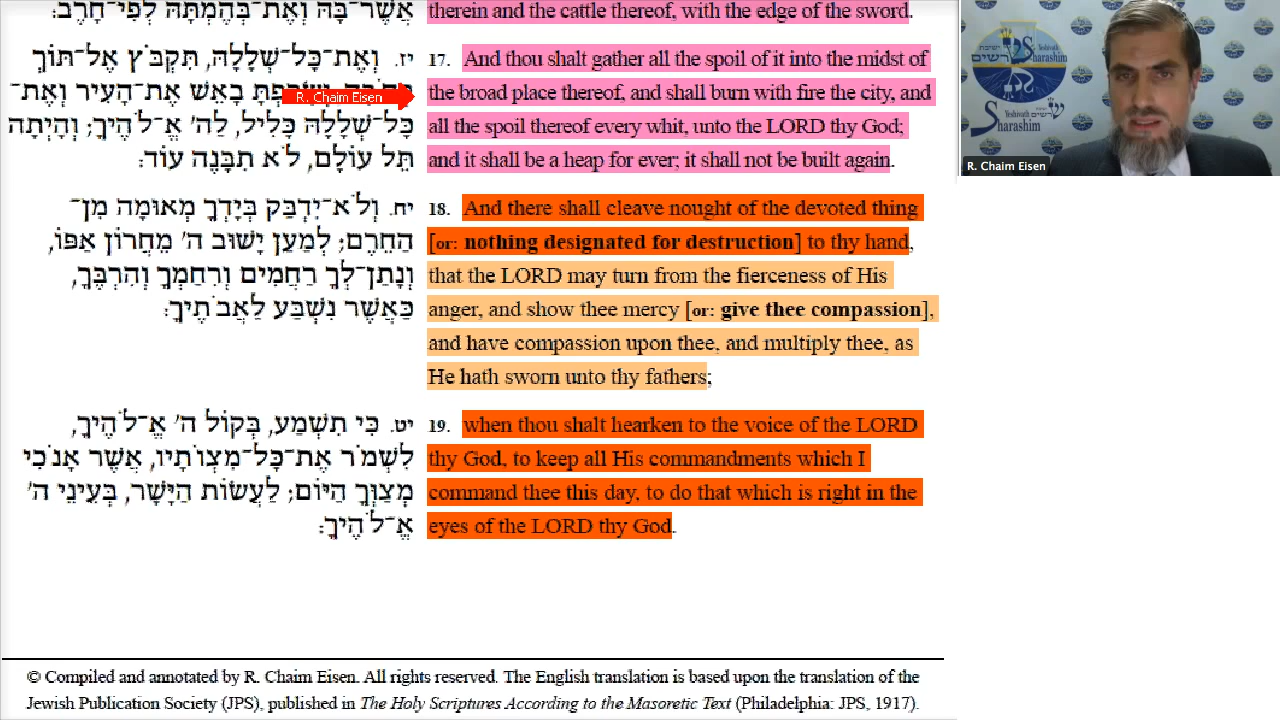 אֲשֶׁר־בָּהּ וְאֶת־בְּהֶמְתָּהּ לְפִי־חָרֶב:
therein and the cattle thereof, with the edge of the sword.
יז. וְאֶת־כָּל־שְׁלָלָהּ, תִּקְבֹּץ אֶל־תּוֹךְ
בָאֵשׁ אֶת־הָעִיר וְאֶת־
כָּל־שְׁלָלָהּ כָּלִיל, לַה' אֱ־לֹהֶיךָ; וְהָיְתָה
תֵּל עוֹלָם, לֹא תִבָּנֶה עוֹד:
17. And thou shalt gather all the spoil of it into the midst of
the broad place thereof, and shall burn with fire the city, and
all the spoil thereof every whit, unto the LORD thy God;
and it shall be a heap for ever; it shall not be built again.
R. Chaim Eisen
יח. וְלֹא־יִדְבַּק בְּיָדְךָ מְאוּמָה מִן־
הַחֵרֶם; לְמַעַן יָשׁוּב ה' מֵחֲרוֹן אַפּוֹ,
וְנָתַן־לְךָ רַחֲמִים וְרִחַמְךָ וְהִרְבֶּךָ,
כַּאֲשֶׁר נִשְׁבַּע לַאֲבֹתֶיךָ:
18. And there shall cleave nought of the devoted thing
[or: nothing designated for destruction] to thy hand,
that the LORD may turn from the fierceness of His
anger, and show thee mercy [or: give thee compassion],
and have compassion upon thee, and multiply thee, as
He hath sworn unto thy fathers;
יט. כִּי תִשְׁמַע, בְּקוֹל ה' אֱ־לֹהֶיךָ,
לִשְׁמֹר אֶת־כָּל־מִצְוֹתָיו, אֲשֶׁר אָנֹכִי
מְצַוְּךָ הַיּוֹם; לַעֲשׂוֹת הַיָּשָׁר, בְּעֵינֵי ה'
אֱ־לֹהֶיךָ:
19. when thou shalt hearken to the voice of the LORD
thy God, to keep all His commandments which I
command thee this day, to do that which is right in the
eyes of the LORD thy God.
© Compiled and annotated by R. Chaim Eisen. All rights reserved. The English translation is based upon the translation of the
Jewish Publication Society (JPS), published in The Holy Scriptures According to the Masoretic Text (Philadelphia: JPS, 1917).
Yeshivath
Sharashim
Sharashim
שרשים
R. Chaim Eisen